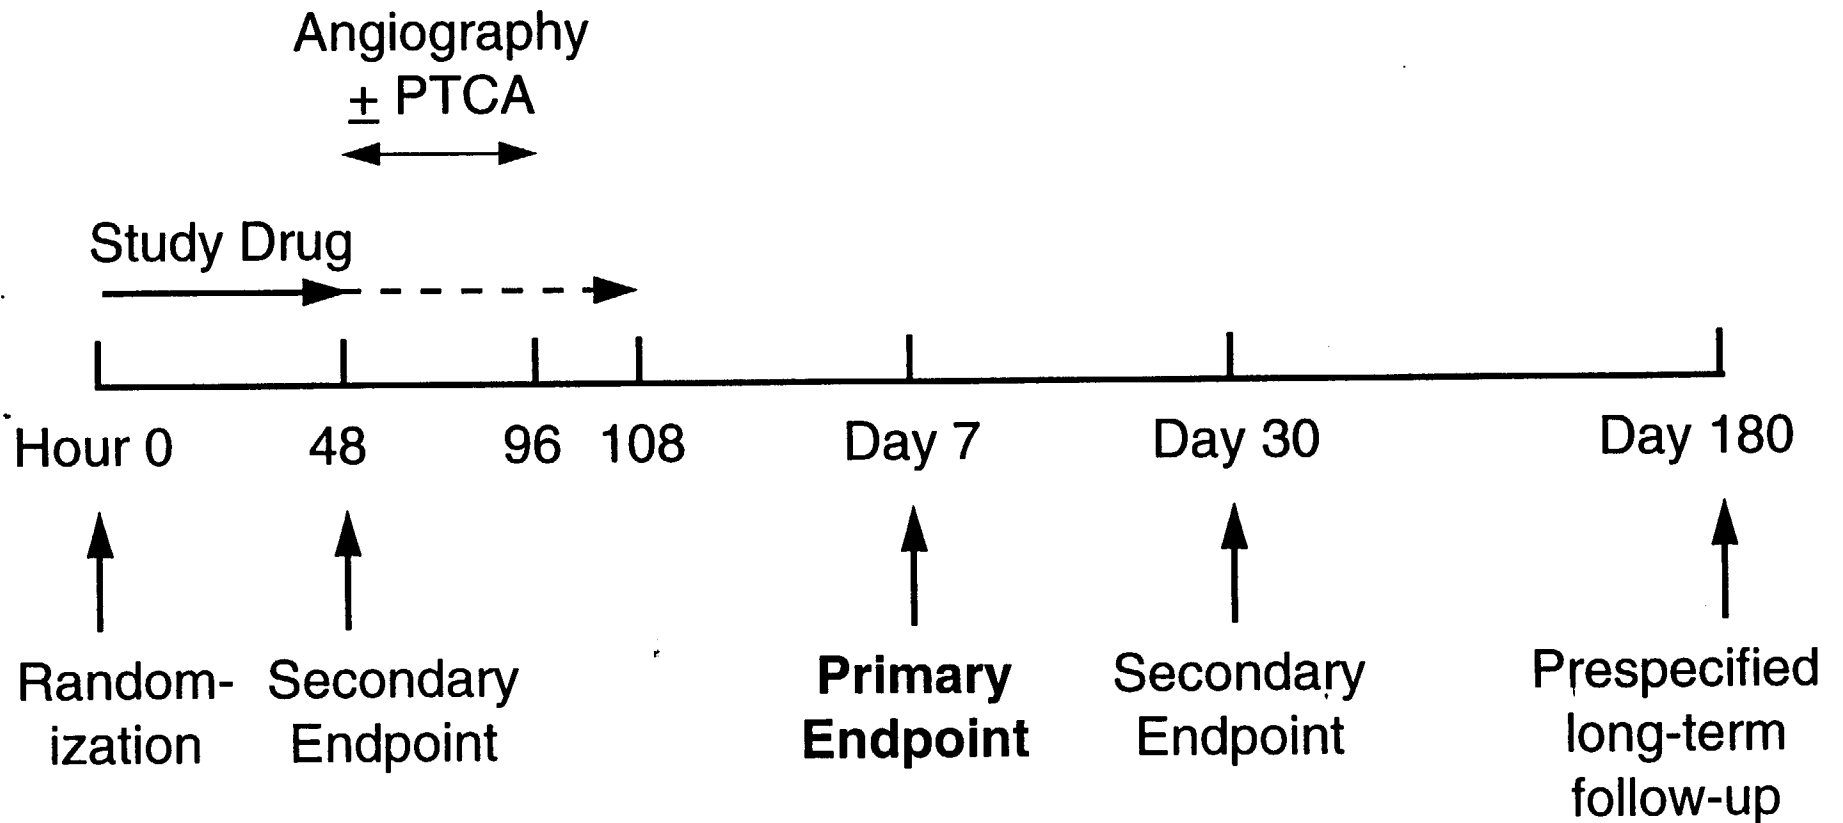 Angiography
± PTCA
Study Drug
Hour 0 48 96 108 Day 7 Day 30 Day 180
Random-
ization
Secondary
Endpoint
Primary
Endpoint
Secondary
Endpoint
Prespecified
long-term
follow-up